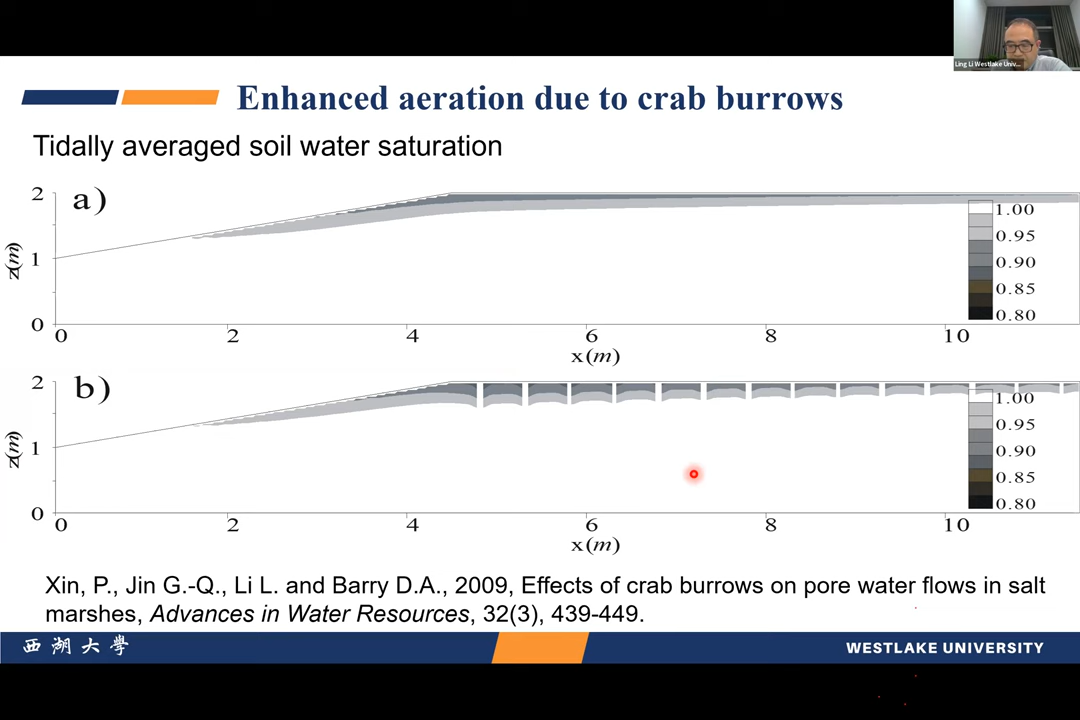 Ling Li Westlake Univ...
Enhanced aeration due to crab burrows
Tidally averaged soil water saturation
a)
2
1
0
z(m)
1.00
0.95
0.90
0.85
0.80
0 2 4 6 8 10
x(m)
b)
2
1
0
z(m)
1.00
0.95
0.90
0.85
0.80
0 2 4 6 8 10
x(m)
Xin, P., Jin G.-Q., Li L. and Barry D.A., 2009, Effects of crab burrows on pore water flows in salt
marshes, Advances in Water Resources, 32(3), 439-449.
西湖大學
WESTLAKE UNIVERSITY